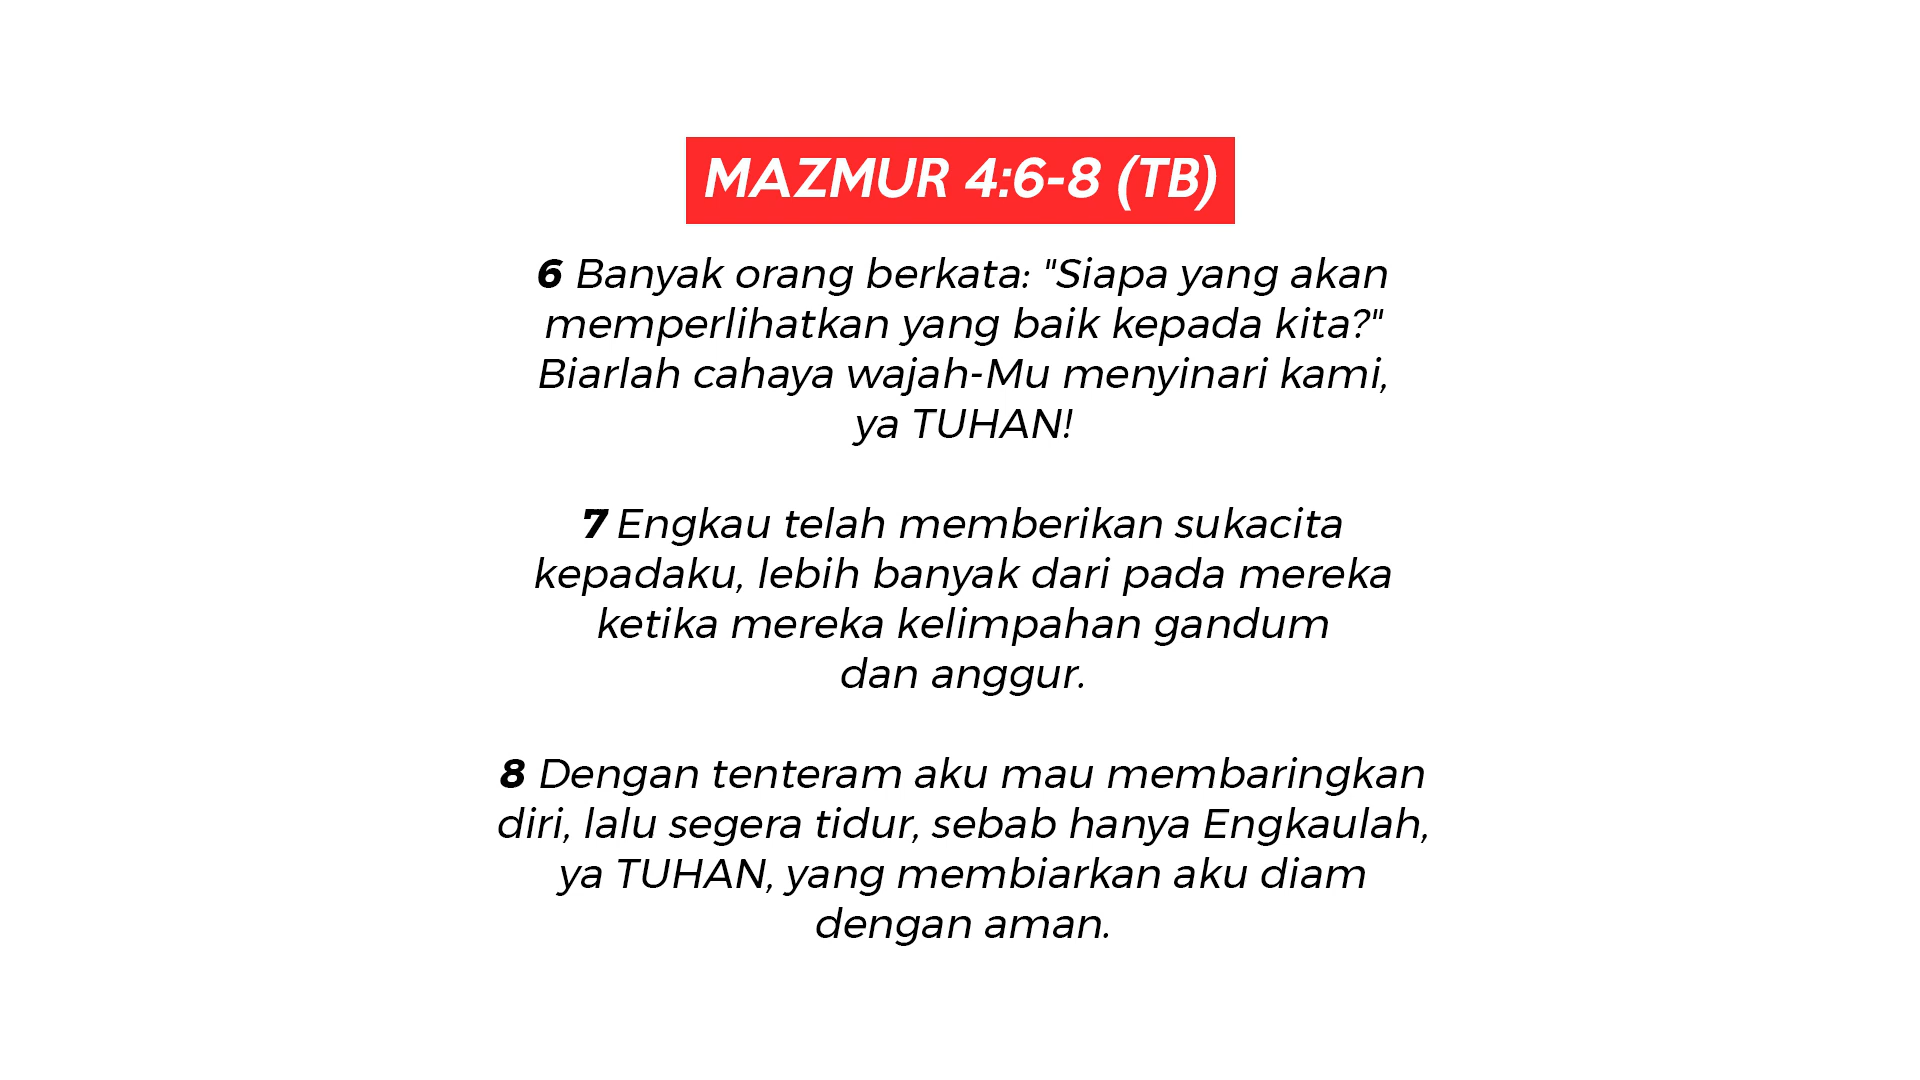 MAZMUR 4:6-8 (TB)
6 Banyak orang berkata: "Siapa yang akan
memperlihatkan yang baik kepada kita?"
Biarlah cahaya wajah-Mu menyinari kami,
ya TUHAN!
7 Engkau telah memberikan sukacita
kepadaku, lebih banyak dari pada mereka
ketika mereka kelimpahan gandum
dan anggur.
8 Dengan tenteram aku mau membaringkan
diri, lalu segera tidur, sebab hanya Engkaulah,
ya TUHAN, yang membiarkan aku diam
dengan aman.